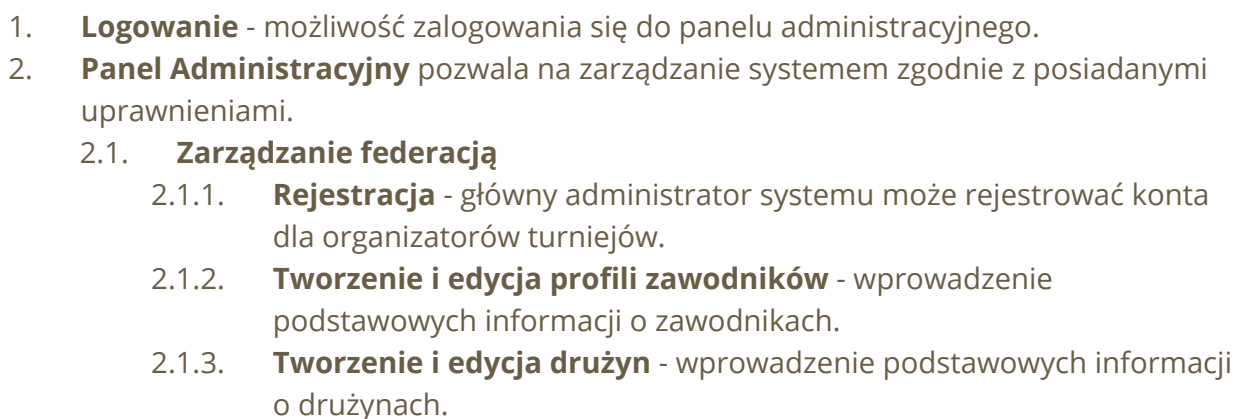 1. Logowanie - możliwość zalogowania się do panelu administracyjnego.
2. Panel Administracyjny pozwala na zarządzanie systemem zgodnie z posiadanymi
uprawnieniami.
2.1. Zarządzanie federacją
2.1.1. Rejestracja - główny administrator systemu może rejestrować konta
dla organizatorów turniejów.
2.1.2. Tworzenie i edycja profili zawodników - wprowadzenie
podstawowych informacji o zawodnikach.
2.1.3. Tworzenie i edycja drużyn - wprowadzenie podstawowych informacji
o drużynach.